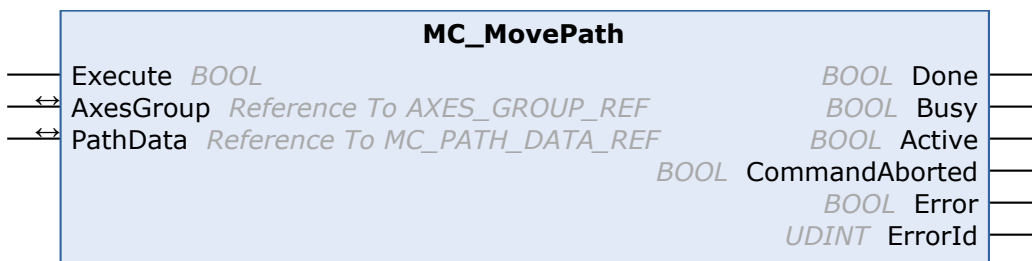 MC_MovePath
Execute BOOL BOOL Done
AxesGroup Reference To AXES_GROUP_REF BOOL Busy
PathData Reference To MC_PATH_DATA_REF BOOL Active
BOOL CommandAborted
BOOL Error
UDINT ErrorId